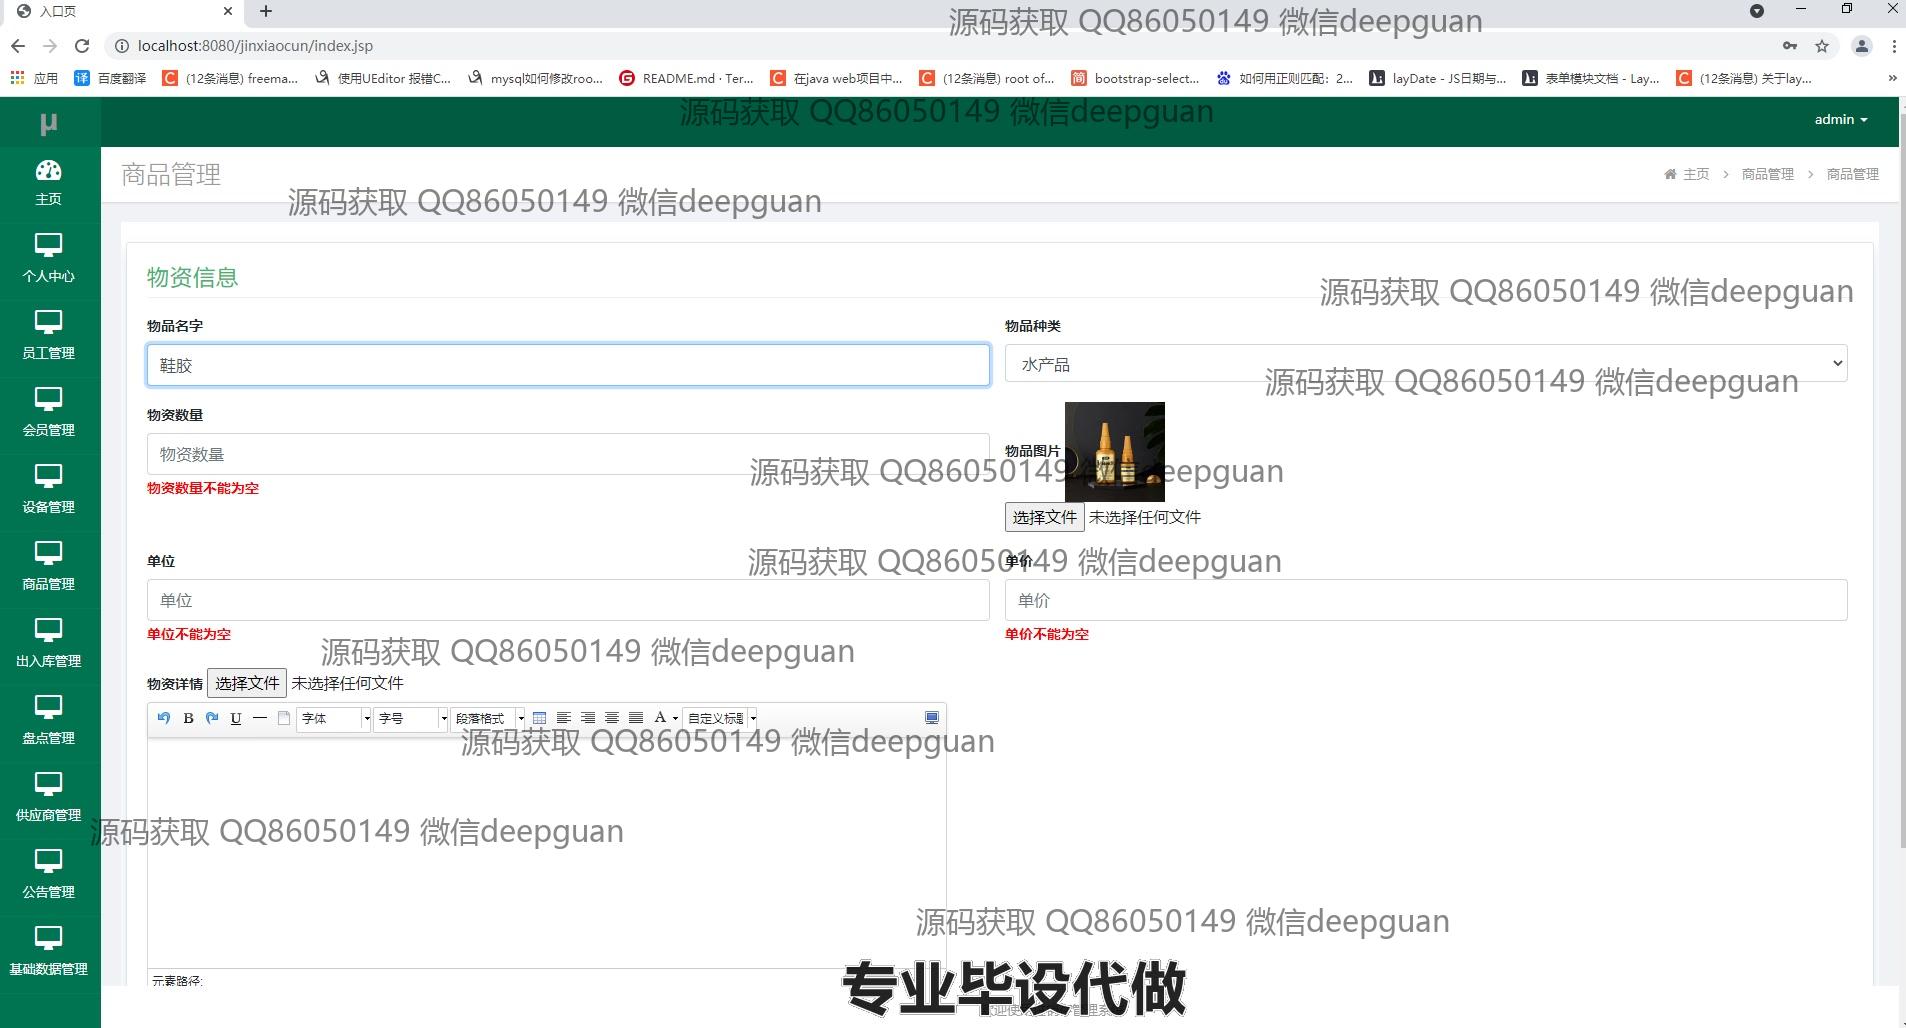 入口页
源码获取 QQ86050149 微信deepguan
localhost:8080/jinxiaocun/index.jsp
应用 百度翻译 (12条消息) freema... 使用UEditor 报错C... mysql如何修改roo... README.md · Ter... 在java web项目中... (12条消息) root of... bootstrap-select... 如何用正则匹配：2... layDate - JS日期与... 表单模块文档 - Lay... (12条消息) 关于lay... »
μ
源码获取 QQ86050149 微信deepguan
admin
主页
个人中心
员工管理
会员管理
设备管理
商品管理
出入库管理
盘点管理
供应商管理
公告管理
基础数据管理
商品管理
主页 > 商品管理 > 商品管理
源码获取 QQ86050149 微信deepguan
物资信息
源码获取 QQ86050149 微信deepguan
物品名字
物品种类
鞋胶
水产品
源码获取 QQ86050149 微信deepguan
物资数量
物资数量
物品图片
源码获取 QQ86050149 微信deepguan
物资数量不能为空
选择文件 未选择任何文件
单位
源码获取 QQ86050149 微信deepguan
单价
单位
单价
单位不能为空
单价不能为空
源码获取 QQ86050149 微信deepguan
物资详情 选择文件 未选择任何文件
B U 字体 字号 段落格式 A 自定义标题
源码获取 QQ86050149 微信deepguan
源码获取 QQ86050149 微信deepguan
源码获取 QQ86050149 微信deepguan
元素路径:
专业毕设代做